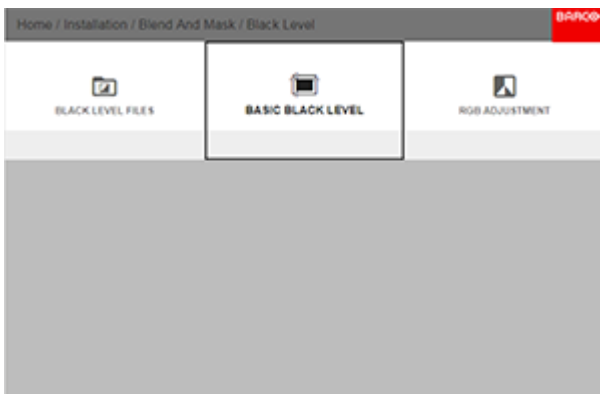 Home / Installation / Blend And Mask / Black Level
BARCO
BLACK LEVEL FILES
BASIC BLACK LEVEL
RGB ADJUSTMENT